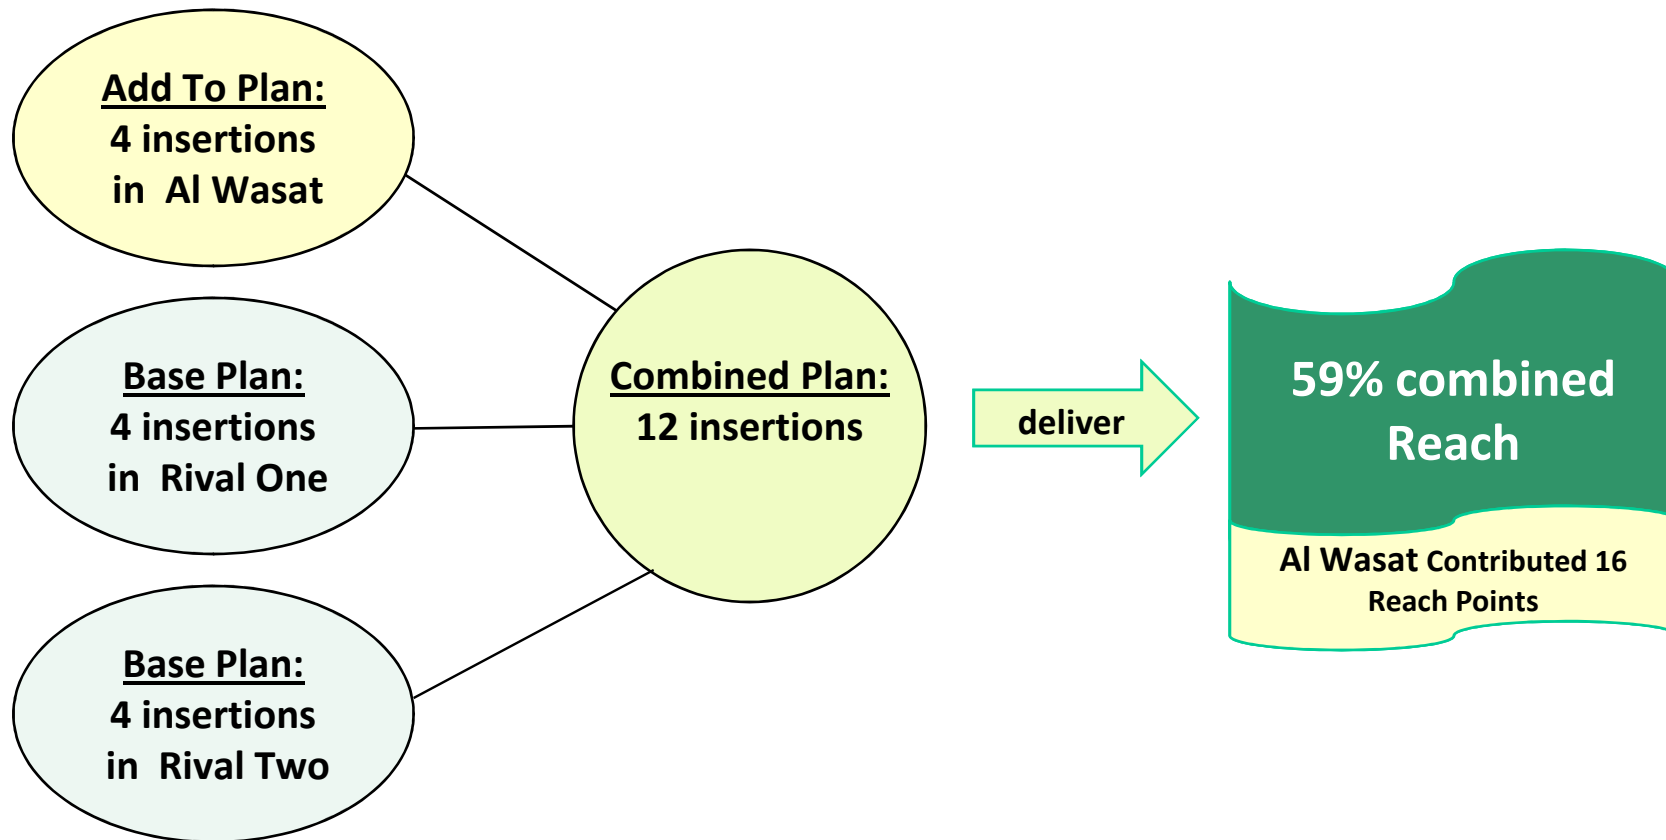 Add To Plan:
4 insertions
in Al Wasat
Base Plan:
4 insertions
in Rival One
Base Plan:
4 insertions
in Rival Two
Combined Plan:
12 insertions
deliver
59% combined
Reach
Al Wasat Contributed 16
Reach Points